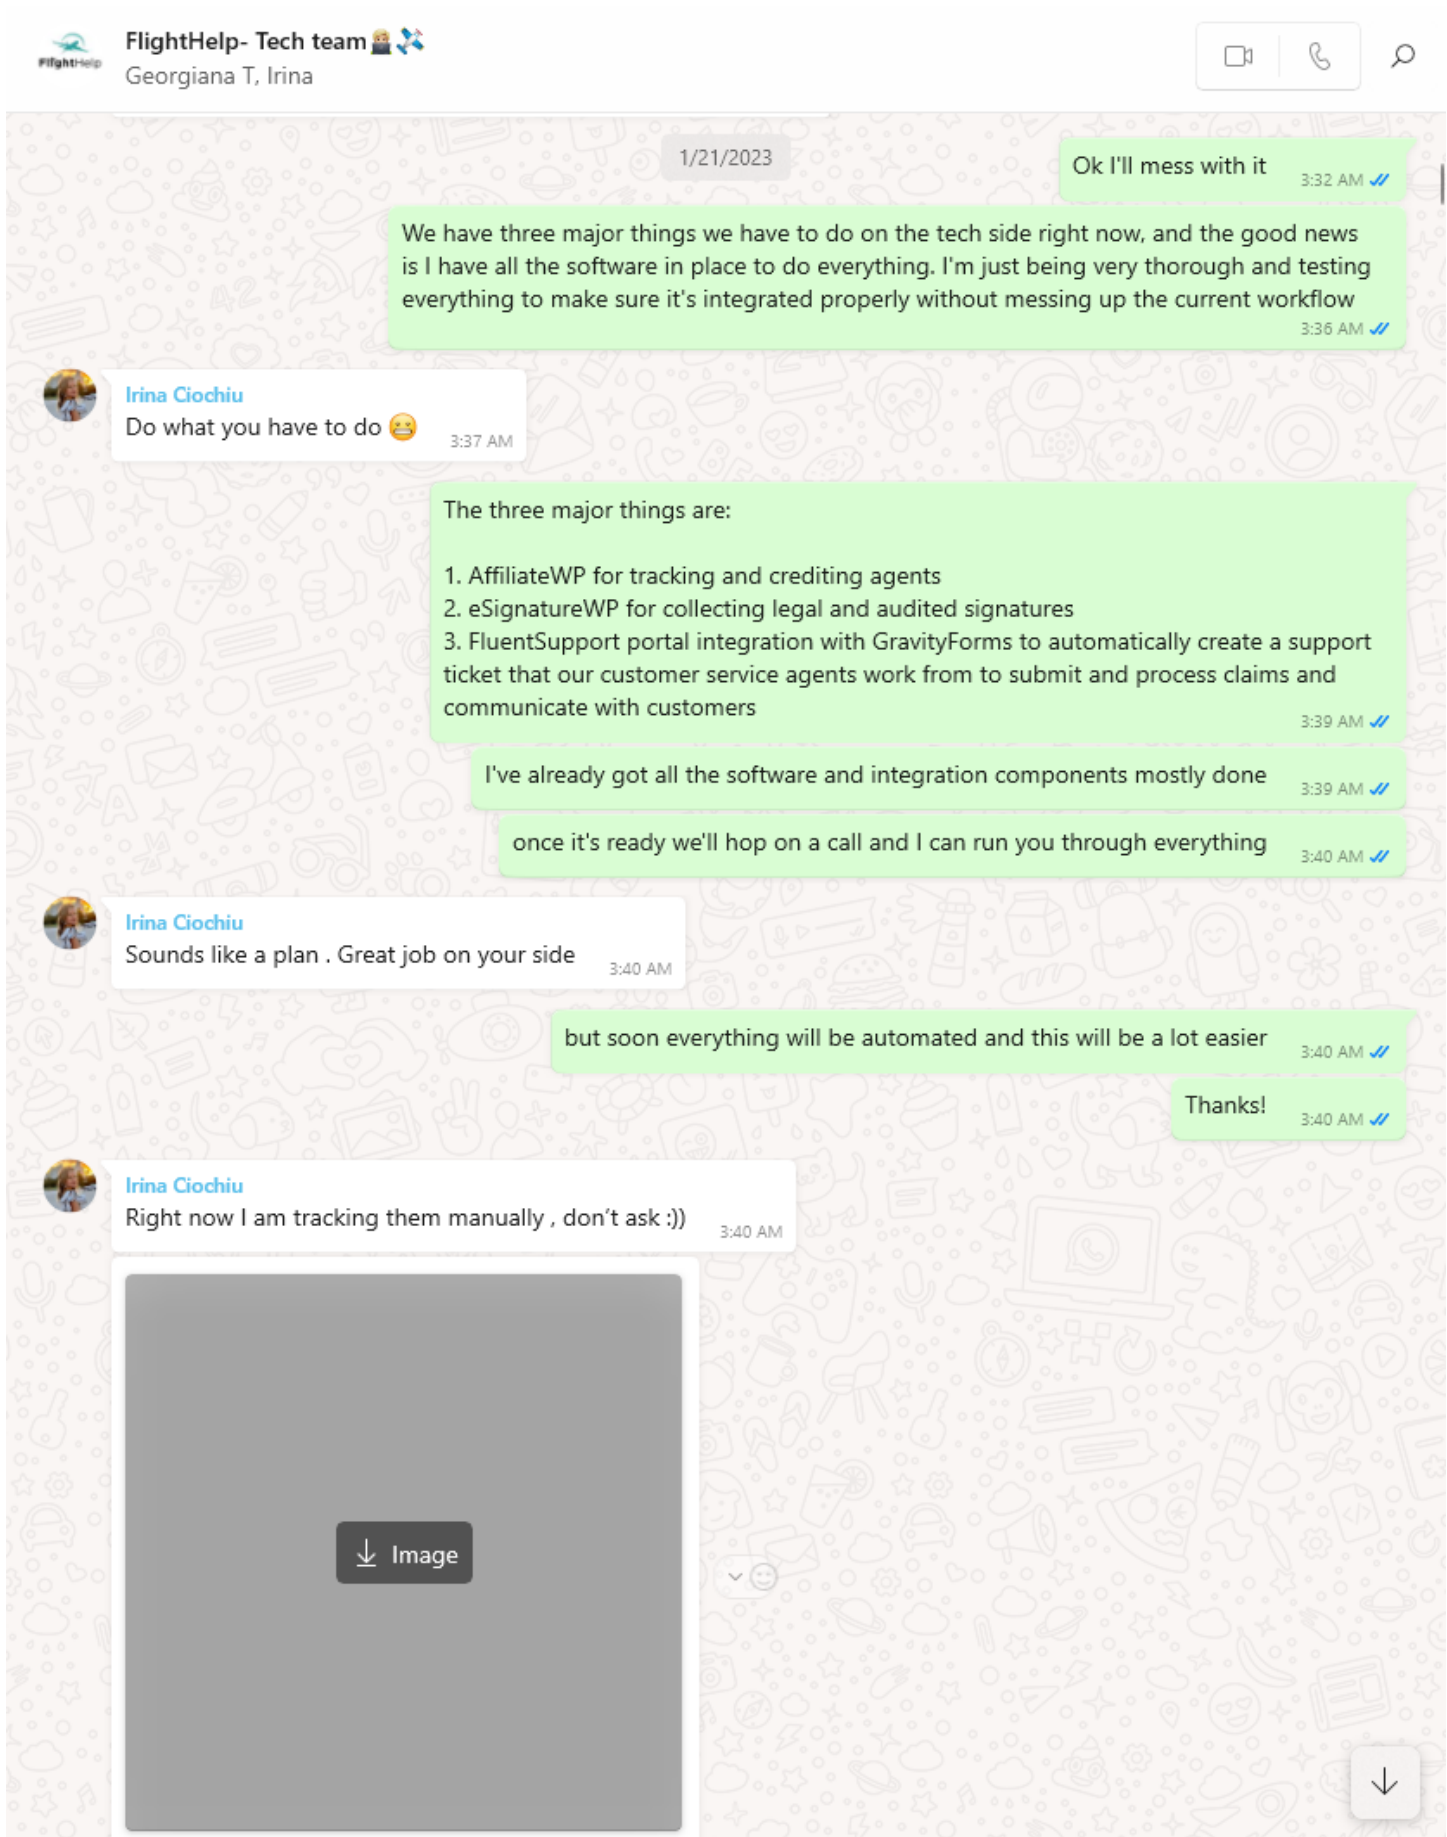 FlightHelp
FlightHelp- Tech team👩🏼‍💻🛩️
Georgiana T, Irina
1/21/2023
Ok I'll mess with it
3:32 AM
We have three major things we have to do on the tech side right now, and the good news
is I have all the software in place to do everything. I'm just being very thorough and testing
everything to make sure it's integrated properly without messing up the current workflow
3:36 AM
Irina Ciochiu
Do what you have to do 😬
3:37 AM
The three major things are:
1. AffiliateWP for tracking and crediting agents
2. eSignatureWP for collecting legal and audited signatures
3. FluentSupport portal integration with GravityForms to automatically create a support
ticket that our customer service agents work from to submit and process claims and
communicate with customers
3:39 AM
I've already got all the software and integration components mostly done
3:39 AM
once it's ready we'll hop on a call and I can run you through everything
3:40 AM
Irina Ciochiu
Sounds like a plan . Great job on your side
3:40 AM
but soon everything will be automated and this will be a lot easier
3:40 AM
Thanks!
3:40 AM
Irina Ciochiu
Right now I am tracking them manually , don’t ask :))
3:40 AM
Image